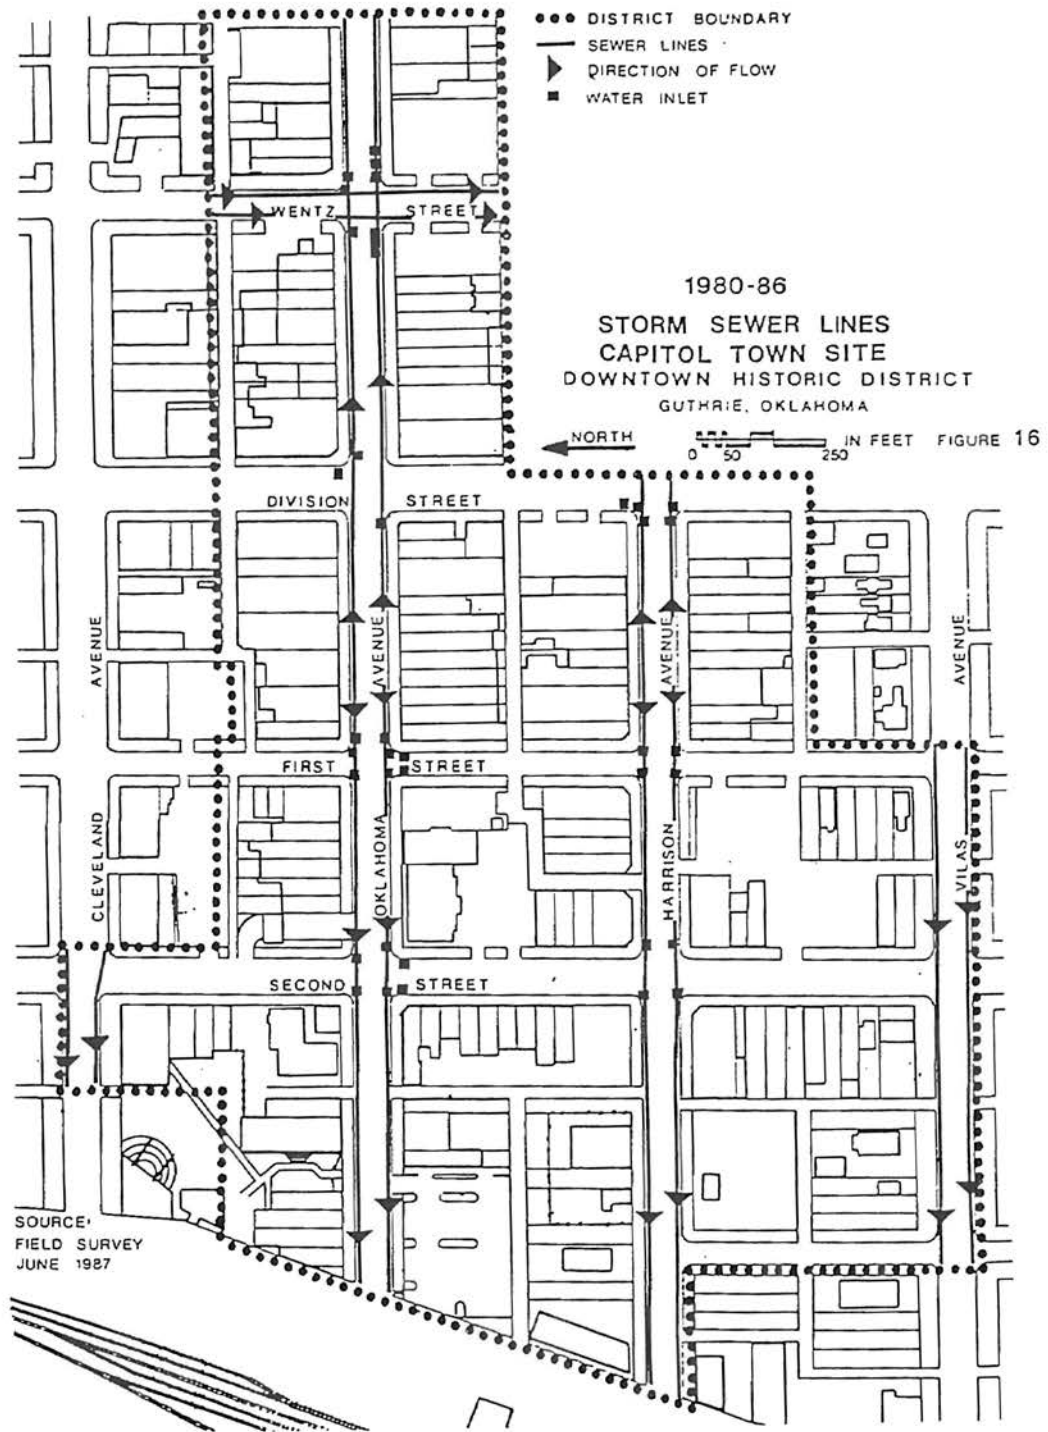 DISTRICT BOUNDARY
SEWER LINES
DIRECTION OF FLOW
WATER INLET
WENTZ STREET
1980-86
STORM SEWER LINES
CAPITOL TOWN SITE
DOWNTOWN HISTORIC DISTRICT
GUTHRIE, OKLAHOMA
NORTH
0 50 250
IN FEET FIGURE 16
DIVISION STREET
AVENUE
AVENUE
AVENUE
AVENUE
FIRST STREET
CLEVELAND
OKLAHOMA
HARRISON
VILAS
SECOND STREET
SOURCE:
FIELD SURVEY
JUNE 1987